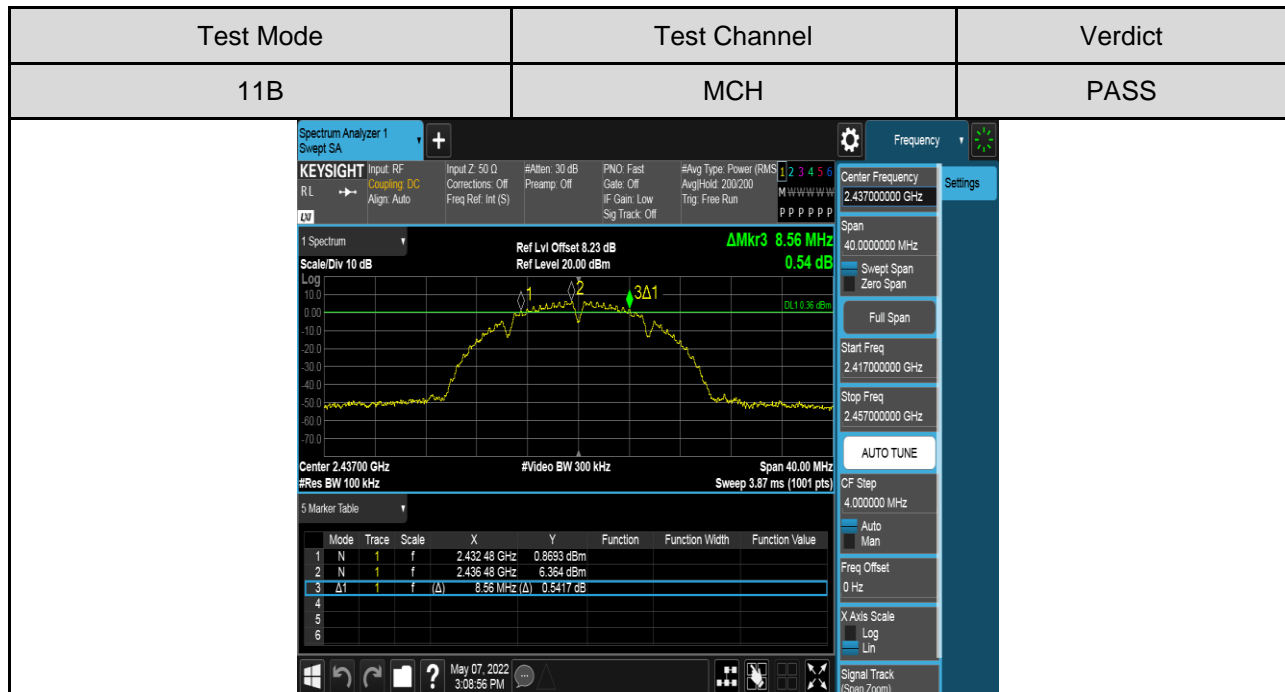 Test Mode Test Channel Verdict
11B MCH PASS
Spectrum Analyzer 1
Swept SA
+
Frequency
KEYSIGHT
RL
LXI
Input: RF
Coupling: DC
Align: Auto
Input Z: 50 Ω
Corrections: Off
Freq Ref: Int (S)
#Atten: 30 dB
Preamp: Off
PNO: Fast
Gate: Off
IF Gain: Low
Sig Track: Off
#Avg Type: Power (RMS
Avg|Hold: 200/200
Trig: Free Run
1 2 3 4 5 6
M W W W W W
P P P P P P
1 Spectrum
Scale/Div 10 dB
Ref Lvl Offset 8.23 dB
Ref Level 20.00 dBm
ΔMkr3 8.56 MHz
0.54 dB
Log
10.0
0.00
-10.0
-20.0
-30.0
-40.0
-50.0
-60.0
-70.0
1
2
3Δ1
DL1 0.36 dBm
Center 2.43700 GHz #Video BW 300 kHz Span 40.00 MHz
#Res BW 100 kHz Sweep 3.87 ms (1001 pts)
5 Marker Table
Mode Trace Scale X Y Function Function Width Function Value
1 N 1 f 2.432 48 GHz 0.8693 dBm
2 N 1 f 2.436 48 GHz 6.364 dBm
3 Δ1 1 f (Δ) 8.56 MHz (Δ) 0.5417 dB
4
5
6
?
May 07, 2022
3:08:56 PM
Settings
Center Frequency
2.437000000 GHz
Span
40.0000000 MHz
Swept Span
Zero Span
Full Span
Start Freq
2.417000000 GHz
Stop Freq
2.457000000 GHz
AUTO TUNE
CF Step
4.000000 MHz
Auto
Man
Freq Offset
0 Hz
X Axis Scale
Log
Lin
Signal Track
(Span Zoom)